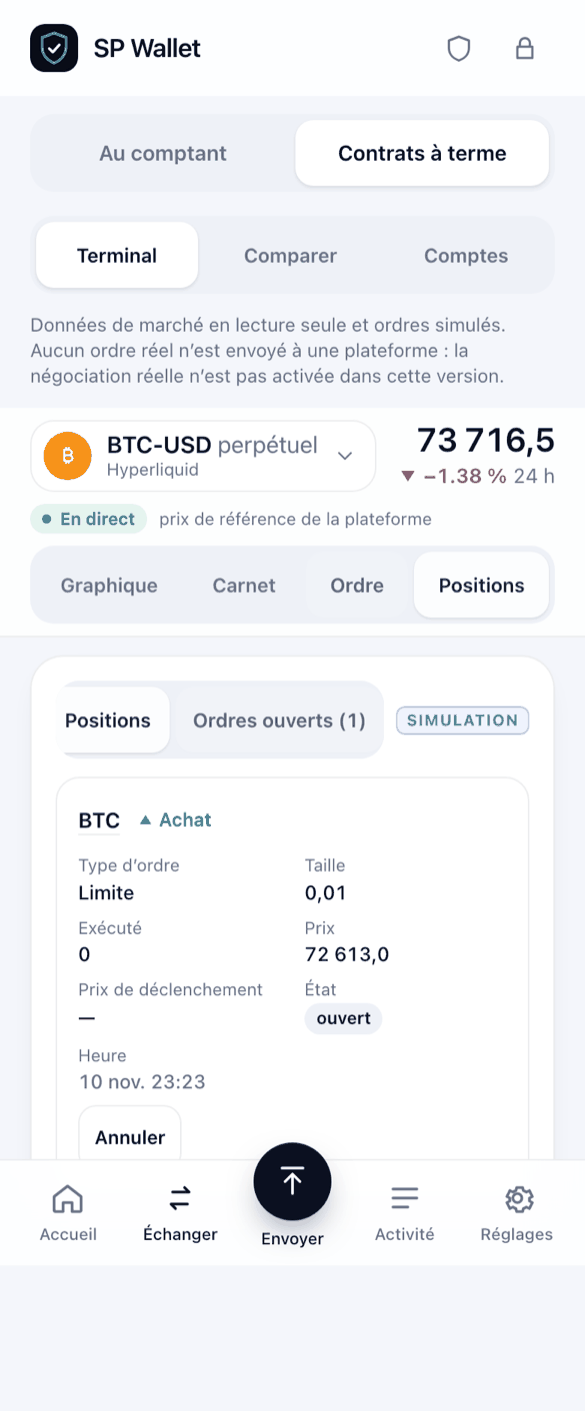 SP Wallet
Au comptant
Contrats à terme
Terminal
Comparer
Comptes
Données de marché en lecture seule et ordres simulés.
Aucun ordre réel n’est envoyé à une plateforme : la
négociation réelle n’est pas activée dans cette version.
BTC-USD perpétuel
Hyperliquid
73 716,5
▼ −1.38 % 24 h
En direct
prix de référence de la plateforme
Graphique
Carnet
Ordre
Positions
Positions
Ordres ouverts (1)
SIMULATION
BTC
▲ Achat
Type d’ordre
Taille
Limite
0,01
Exécuté
Prix
0
72 613,0
Prix de déclenchement
État
—
ouvert
Heure
10 nov. 23:23
Annuler
Accueil
Échanger
Envoyer
Activité
Réglages